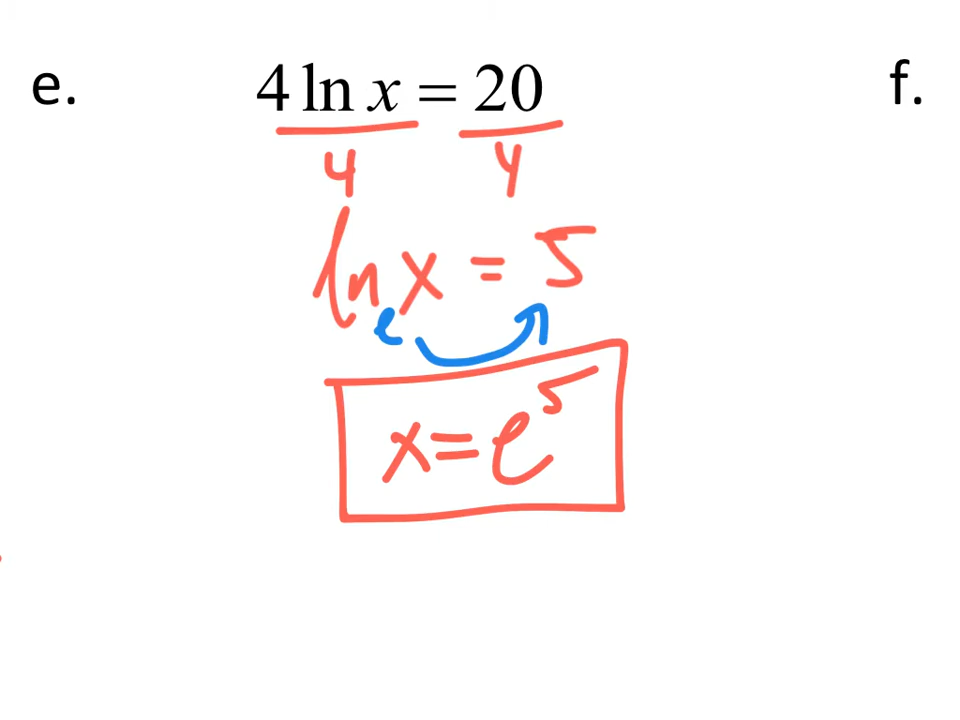 e. 4 ln x = 20 f.
4 4
ln x = 5
e
x = e⁵